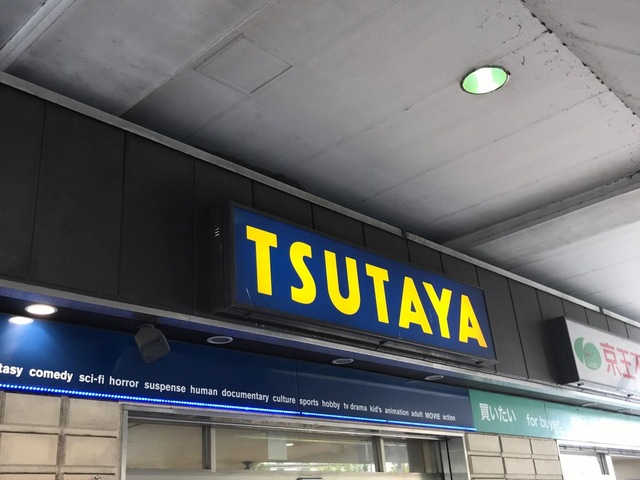 TSUTAYA
tasy comedy sci-fi horror suspense human documentary culture sports hobby tv drama kid's animation adult MOVIE action
京王
買いたい for buyer